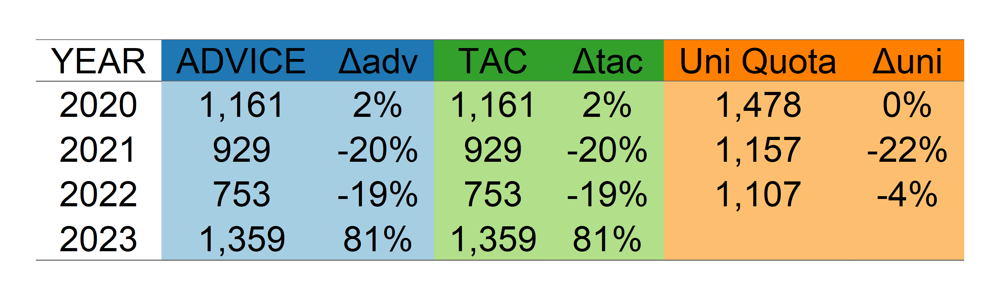 YEAR ADVICE Δadv TAC Δtac Uni Quota Δuni
2020 1,161 2% 1,161 2% 1,478 0%
2021 929 -20% 929 -20% 1,157 -22%
2022 753 -19% 753 -19% 1,107 -4%
2023 1,359 81% 1,359 81%